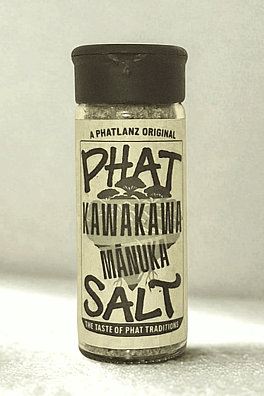 A PHATLANZ ORIGINAL
PHAT
KAWAKAWA
MĀNUKA
SALT
THE TASTE OF PHAT TRADITIONS